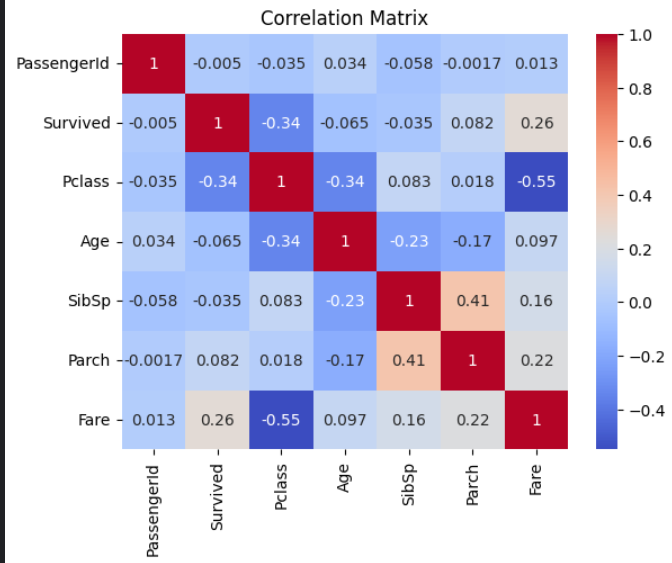 Correlation Matrix
PassengerId 1 -0.005 -0.035 0.034 -0.058 -0.0017 0.013
Survived -0.005 1 -0.34 -0.065 -0.035 0.082 0.26
Pclass -0.035 -0.34 1 -0.34 0.083 0.018 -0.55
Age 0.034 -0.065 -0.34 1 -0.23 -0.17 0.097
SibSp -0.058 -0.035 0.083 -0.23 1 0.41 0.16
Parch -0.0017 0.082 0.018 -0.17 0.41 1 0.22
Fare 0.013 0.26 -0.55 0.097 0.16 0.22 1
PassengerId Survived Pclass Age SibSp Parch Fare
1.0
0.8
0.6
0.4
0.2
0.0
−0.2
−0.4